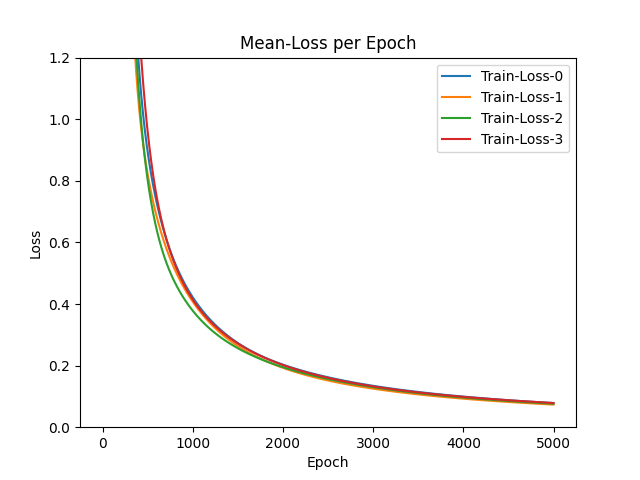 Mean-Loss per Epoch
1.2
1.0
0.8
0.6
0.4
0.2
0.0
Loss
Train-Loss-0
Train-Loss-1
Train-Loss-2
Train-Loss-3
0 1000 2000 3000 4000 5000
Epoch